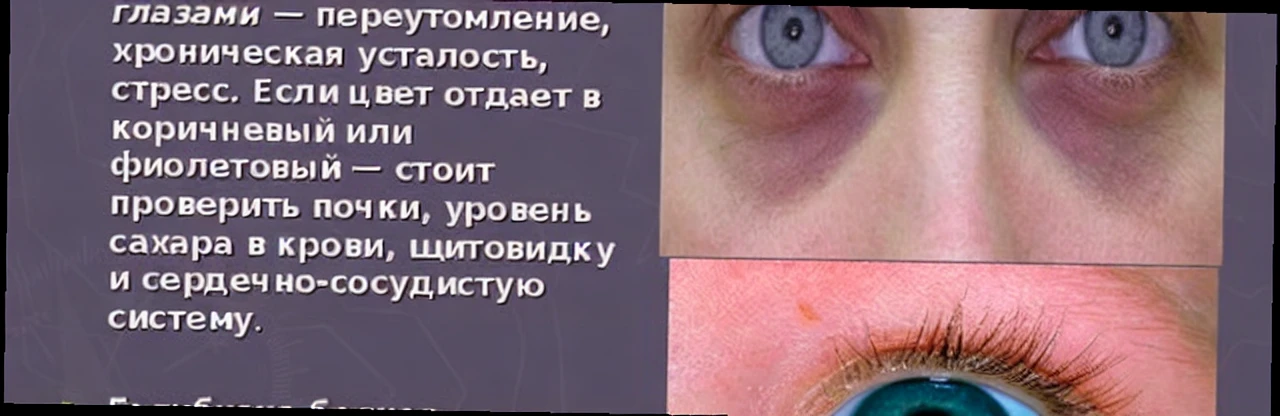 глазами — переутомление,
хроническая усталость,
стресс. Если цвет отдает в
коричневый или
фиолетовый — стоит
проверить почки, уровень
сахара в крови, щитовидку
и сердечно-сосудистую
систему.